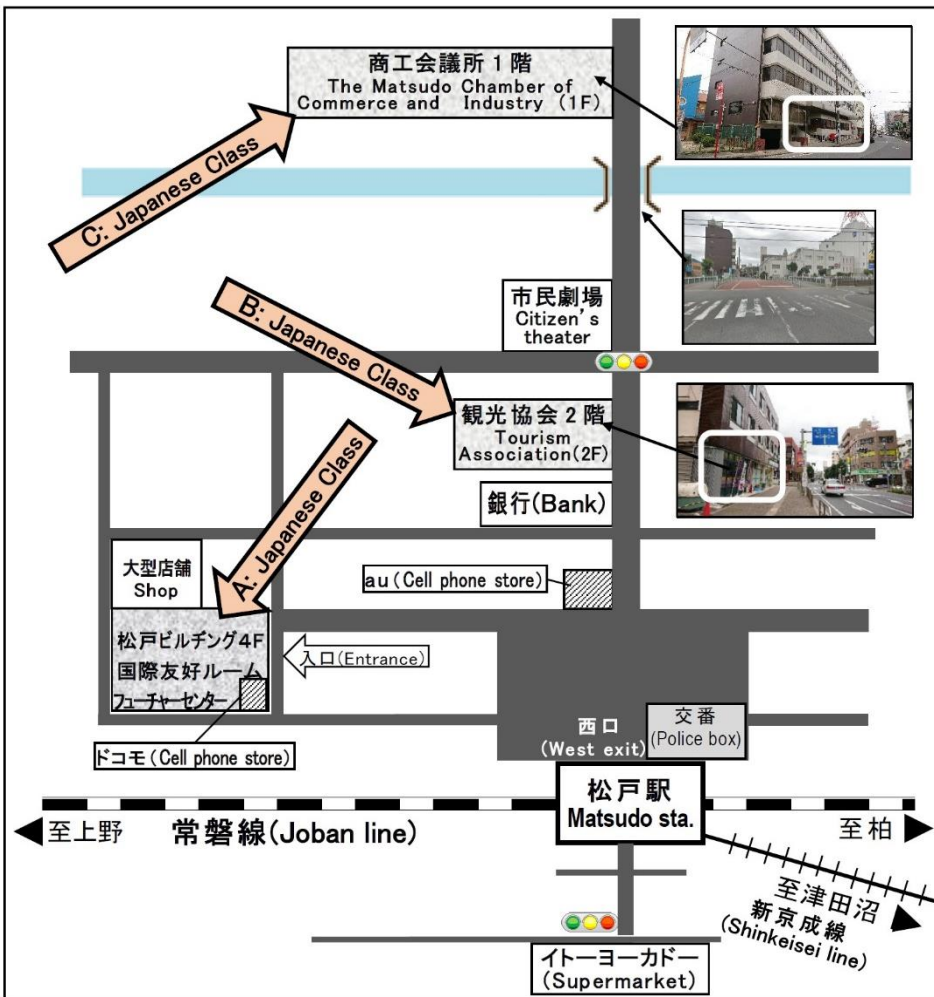 商工会議所 1 階
The Matsudo Chamber of
Commerce and Industry (1F)
C: Japanese Class
市民劇場
Citizen's
theater
B: Japanese Class
観光協会 2 階
Tourism
Association(2F)
A: Japanese Class
銀行(Bank)
大型店舗
Shop
au(Cell phone store)
松戸ビルヂング4F
国際友好ルーム
フューチャーセンター
入口(Entrance)
西口
(West exit)
交番
(Police box)
ドコモ(Cell phone store)
松戸駅
Matsudo sta.
至上野
常磐線(Joban line)
至柏
至津田沼
新京成線
(Shinkeisei line)
イトーヨーカドー
(Supermarket)